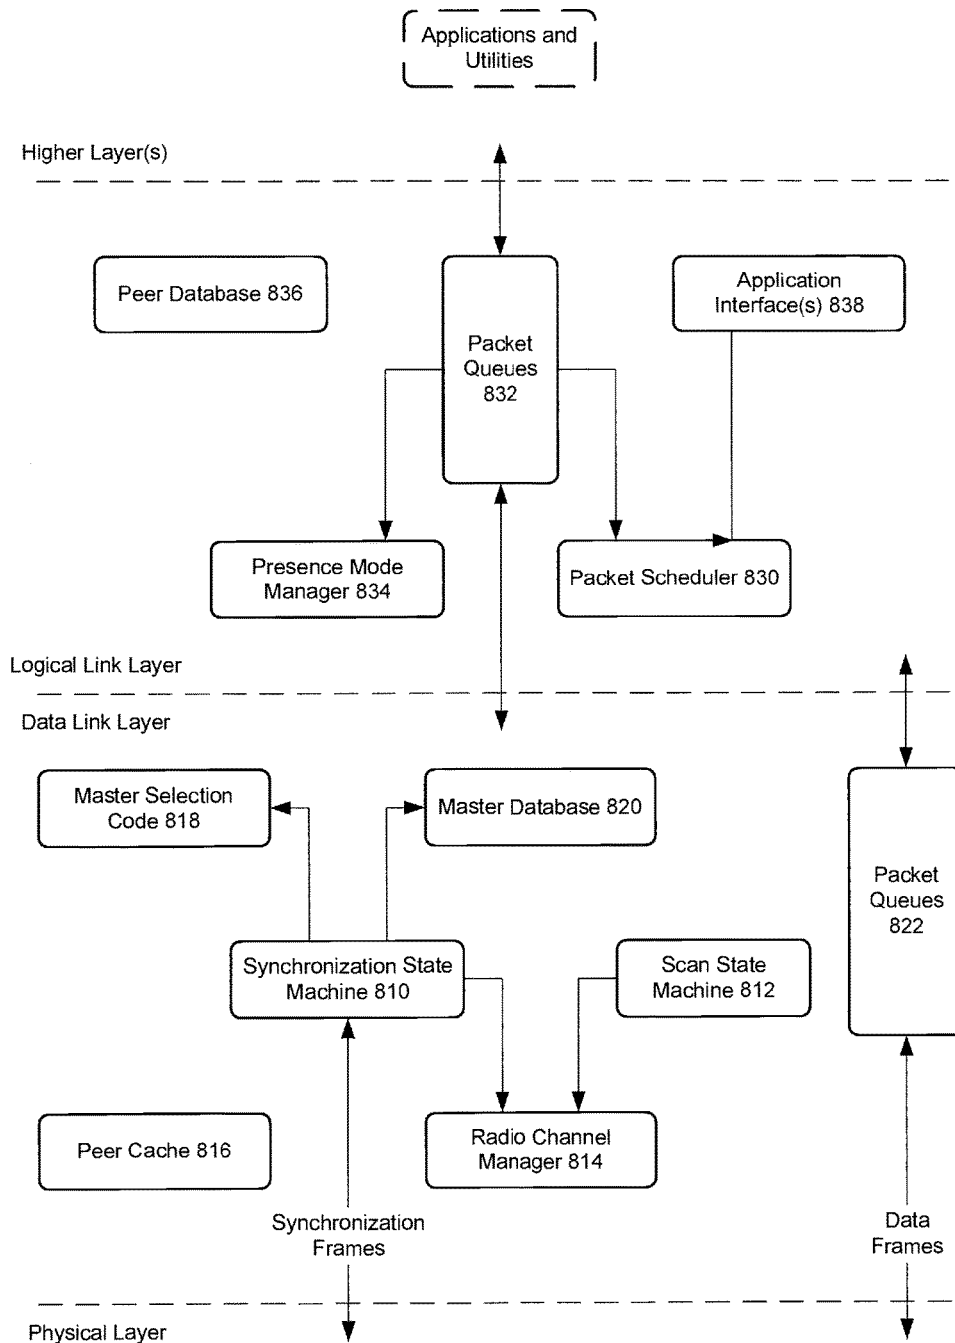 Applications and
Utilities
Higher Layer(s)
Peer Database 836
Packet
Queues
832
Application
Interface(s) 838
Presence Mode
Manager 834
Packet Scheduler 830
Logical Link Layer
Data Link Layer
Master Selection
Code 818
Master Database 820
Packet
Queues
822
Synchronization State
Machine 810
Scan State
Machine 812
Peer Cache 816
Radio Channel
Manager 814
Synchronization
Frames
Data
Frames
Physical Layer